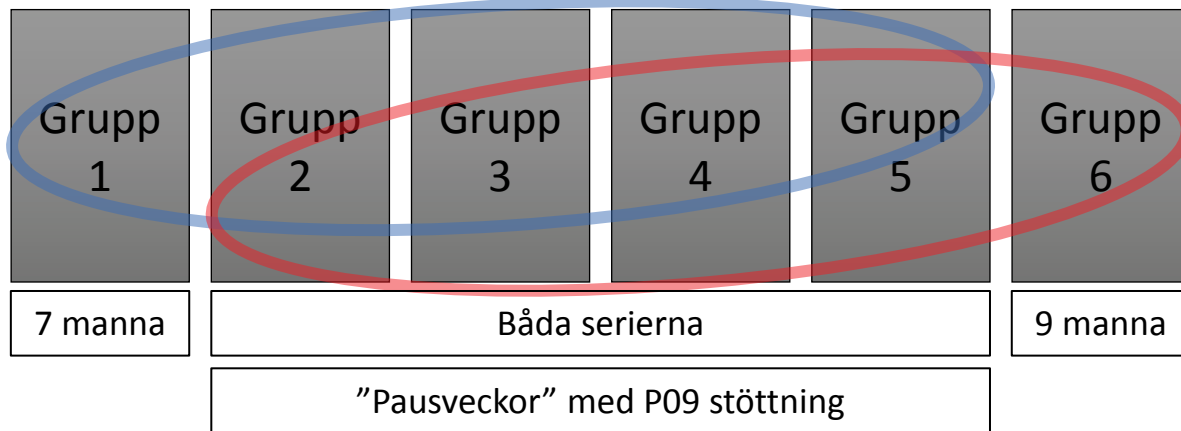 Grupp 1
Grupp 2
Grupp 3
Grupp 4
Grupp 5
Grupp 6
7 manna
Båda serierna
9 manna
”Pausveckor” med P09 stöttning